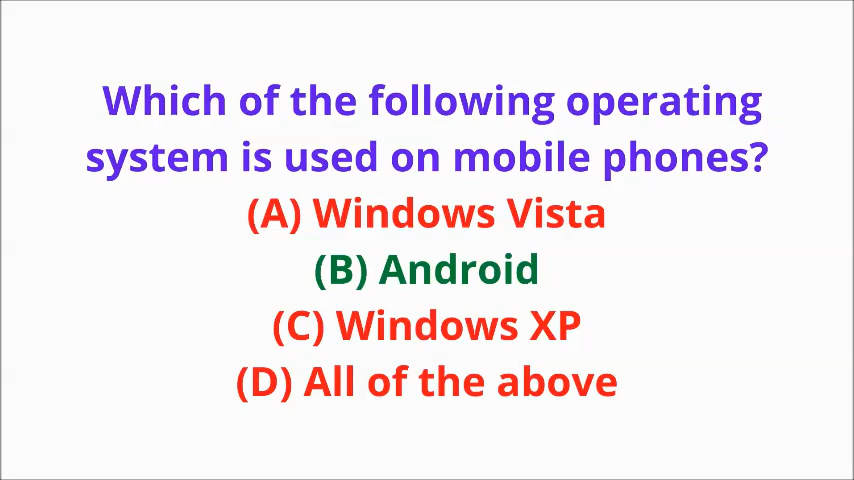 Which of the following operating
system is used on mobile phones?
(A) Windows Vista
(B) Android
(C) Windows XP
(D) All of the above